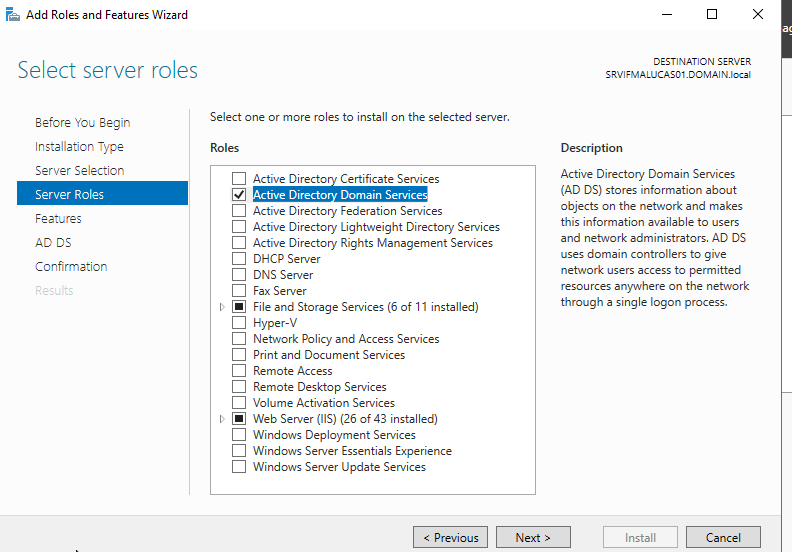 Add Roles and Features Wizard
Select server roles
DESTINATION SERVER
SRVIFMALUCAS01.DOMAIN.local
Before You Begin
Installation Type
Server Selection
Server Roles
Features
AD DS
Confirmation
Results
Select one or more roles to install on the selected server.
Roles
Active Directory Certificate Services
Active Directory Domain Services
Active Directory Federation Services
Active Directory Lightweight Directory Services
Active Directory Rights Management Services
DHCP Server
DNS Server
Fax Server
File and Storage Services (6 of 11 installed)
Hyper-V
Network Policy and Access Services
Print and Document Services
Remote Access
Remote Desktop Services
Volume Activation Services
Web Server (IIS) (26 of 43 installed)
Windows Deployment Services
Windows Server Essentials Experience
Windows Server Update Services
Description
Active Directory Domain Services
(AD DS) stores information about
objects on the network and makes
this information available to users
and network administrators. AD DS
uses domain controllers to give
network users access to permitted
resources anywhere on the network
through a single logon process.
< Previous
Next >
Install
Cancel